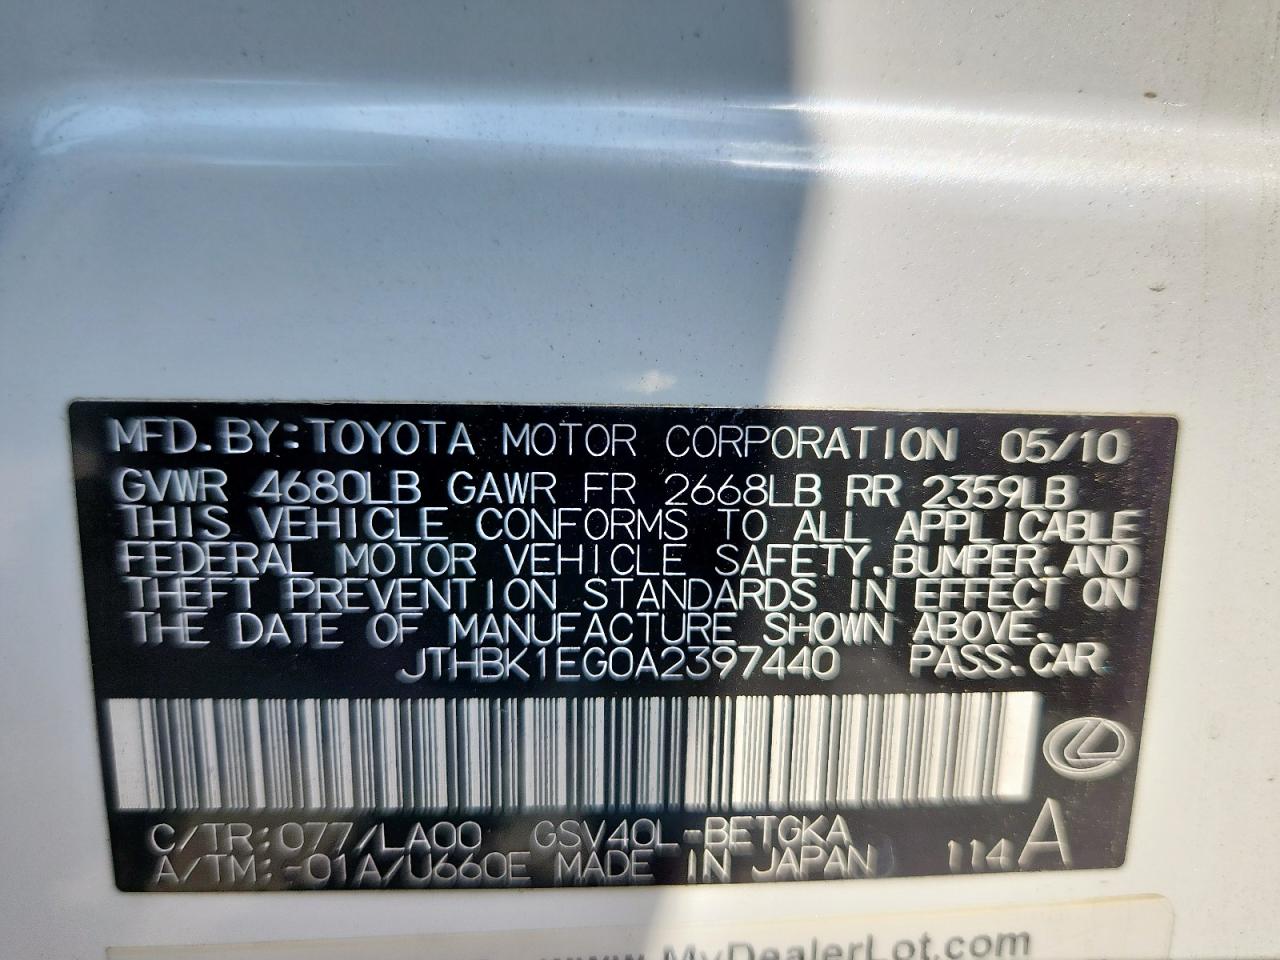 MFD.BY:TOYOTA MOTOR CORPORATION 05/10
GVWR 4680LB GAWR FR 2668LB RR 2359LB
THIS VEHICLE CONFORMS TO ALL APPLICABLE
FEDERAL MOTOR VEHICLE SAFETY.BUMPER.AND
THEFT PREVENTION STANDARDS IN EFFECT ON
THE DATE OF MANUFACTURE SHOWN ABOVE.
JTHBK1EG0A2397440 PASS.CAR
C/TR:077/LA00 GSV40L-BETGKA
A/TM:-01A/U660E MADE IN JAPAN 114A
www.MyDealerLot.com